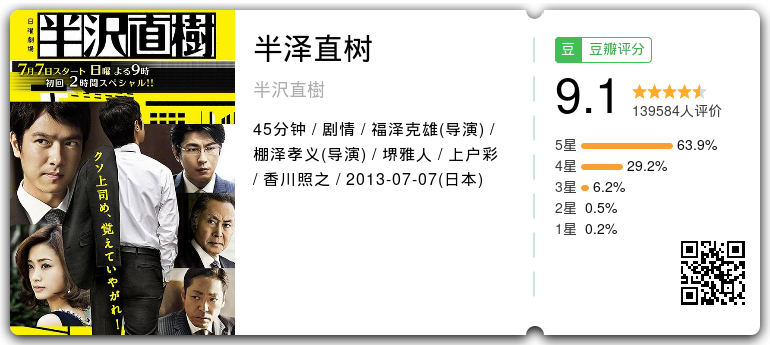 日曜劇場
半沢直樹
7月7日スタート 日曜 よる9時
初回 2時間スペシャル!!
クソ上司め、覚えていやがれ!
半泽直树
半沢直樹
45分钟 / 剧情 / 福泽克雄(导演) /
棚泽孝义(导演) / 堺雅人 / 上户彩
/ 香川照之 / 2013-07-07(日本)
豆 豆瓣评分
9.1
139584人评价
5星 63.9%
4星 29.2%
3星 6.2%
2星 0.5%
1星 0.2%